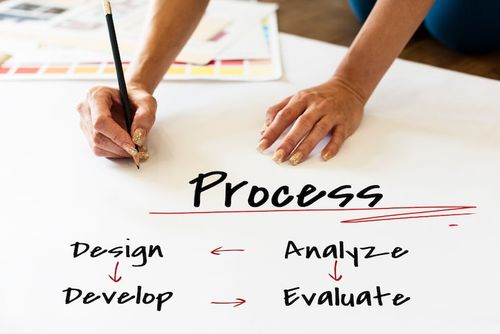 Process
Design ← Analyze
↓ ↓
Develop → Evaluate